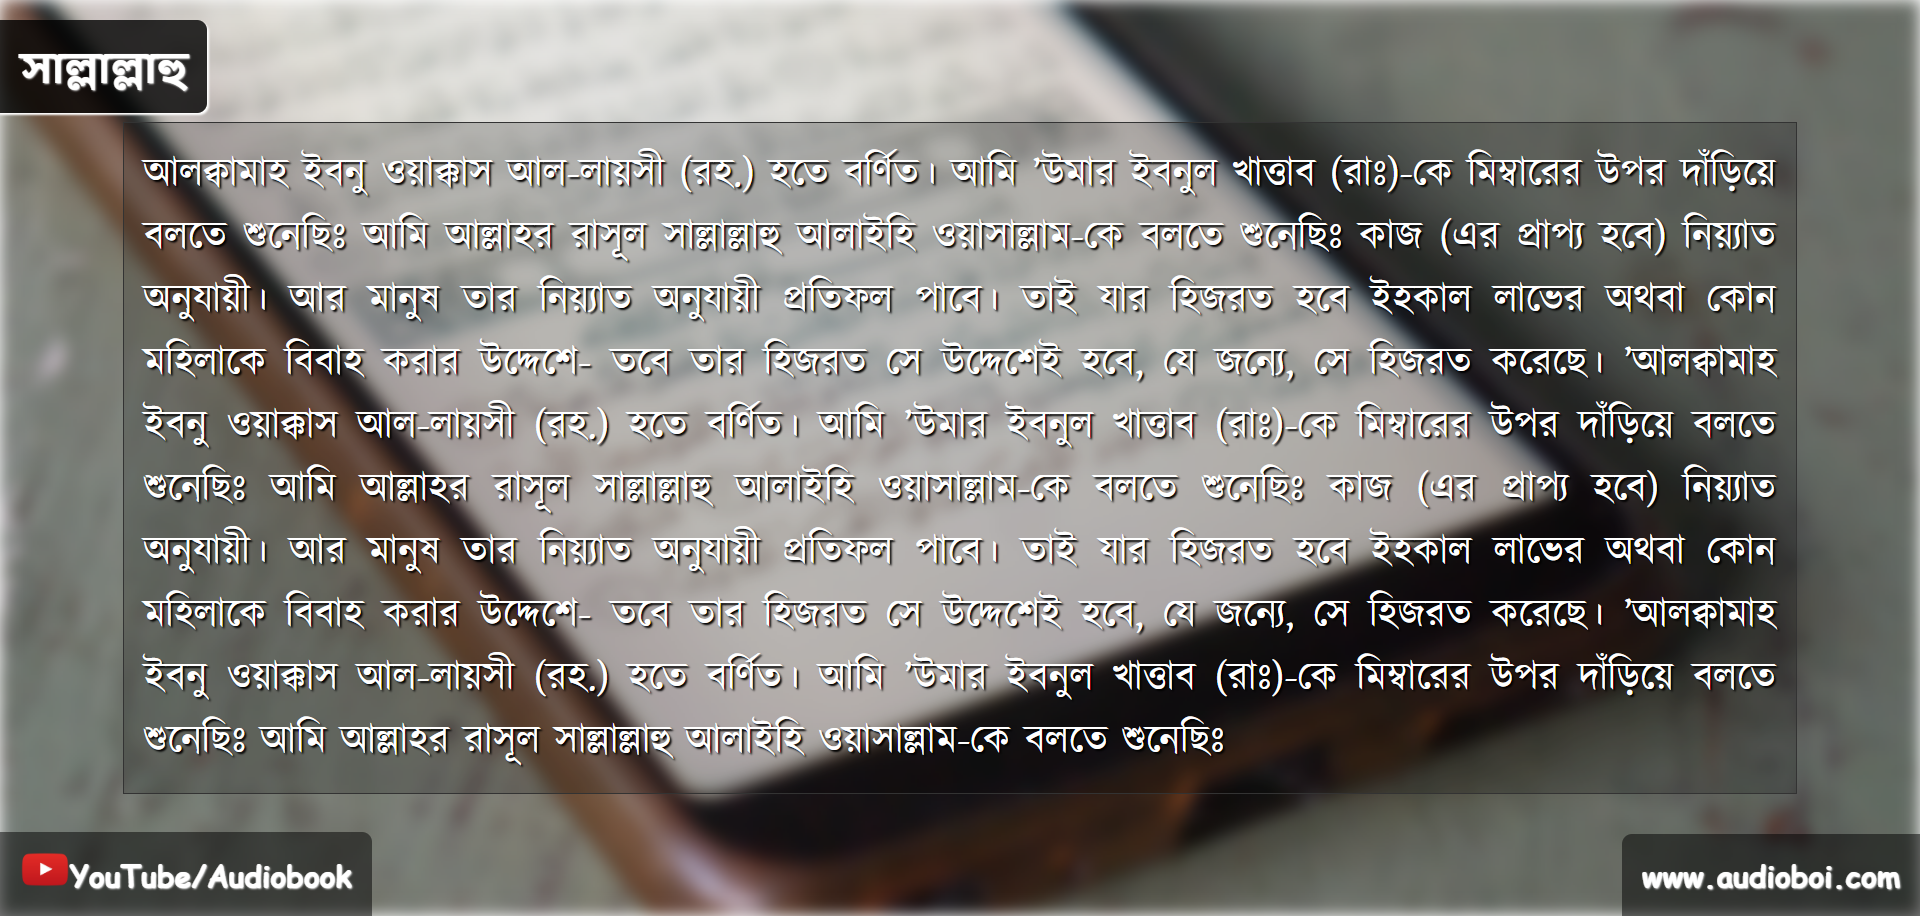 সাল্লাল্লাহু
আলক্বামাহ ইবনু ওয়াক্কাস আল-লায়সী (রহ.) হতে বর্ণিত। আমি ’উমার ইবনুল খাত্তাব (রাঃ)-কে মিম্বারের উপর দাঁড়িয়ে
বলতে শুনেছিঃ আমি আল্লাহর রাসূল সাল্লাল্লাহু আলাইহি ওয়াসাল্লাম-কে বলতে শুনেছিঃ কাজ (এর প্রাপ্য হবে) নিয়্যাত
অনুযায়ী। আর মানুষ তার নিয়্যাত অনুযায়ী প্রতিফল পাবে। তাই যার হিজরত হবে ইহকাল লাভের অথবা কোন
মহিলাকে বিবাহ করার উদ্দেশে- তবে তার হিজরত সে উদ্দেশেই হবে, যে জন্যে, সে হিজরত করেছে। ’আলক্বামাহ
ইবনু ওয়াক্কাস আল-লায়সী (রহ.) হতে বর্ণিত। আমি ’উমার ইবনুল খাত্তাব (রাঃ)-কে মিম্বারের উপর দাঁড়িয়ে বলতে
শুনেছিঃ আমি আল্লাহর রাসূল সাল্লাল্লাহু আলাইহি ওয়াসাল্লাম-কে বলতে শুনেছিঃ কাজ (এর প্রাপ্য হবে) নিয়্যাত
অনুযায়ী। আর মানুষ তার নিয়্যাত অনুযায়ী প্রতিফল পাবে। তাই যার হিজরত হবে ইহকাল লাভের অথবা কোন
মহিলাকে বিবাহ করার উদ্দেশে- তবে তার হিজরত সে উদ্দেশেই হবে, যে জন্যে, সে হিজরত করেছে। ’আলক্বামাহ
ইবনু ওয়াক্কাস আল-লায়সী (রহ.) হতে বর্ণিত। আমি ’উমার ইবনুল খাত্তাব (রাঃ)-কে মিম্বারের উপর দাঁড়িয়ে বলতে
শুনেছিঃ আমি আল্লাহর রাসূল সাল্লাল্লাহু আলাইহি ওয়াসাল্লাম-কে বলতে শুনেছিঃ
YouTube/Audiobook
www.audioboi.com